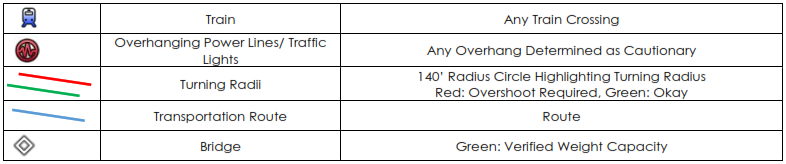 Train
Any Train Crossing
Overhanging Power Lines/ Traffic
Lights
Any Overhang Determined as Cautionary
Turning Radii
140’ Radius Circle Highlighting Turning Radius
Red: Overshoot Required, Green: Okay
Transportation Route
Route
Bridge
Green: Verified Weight Capacity